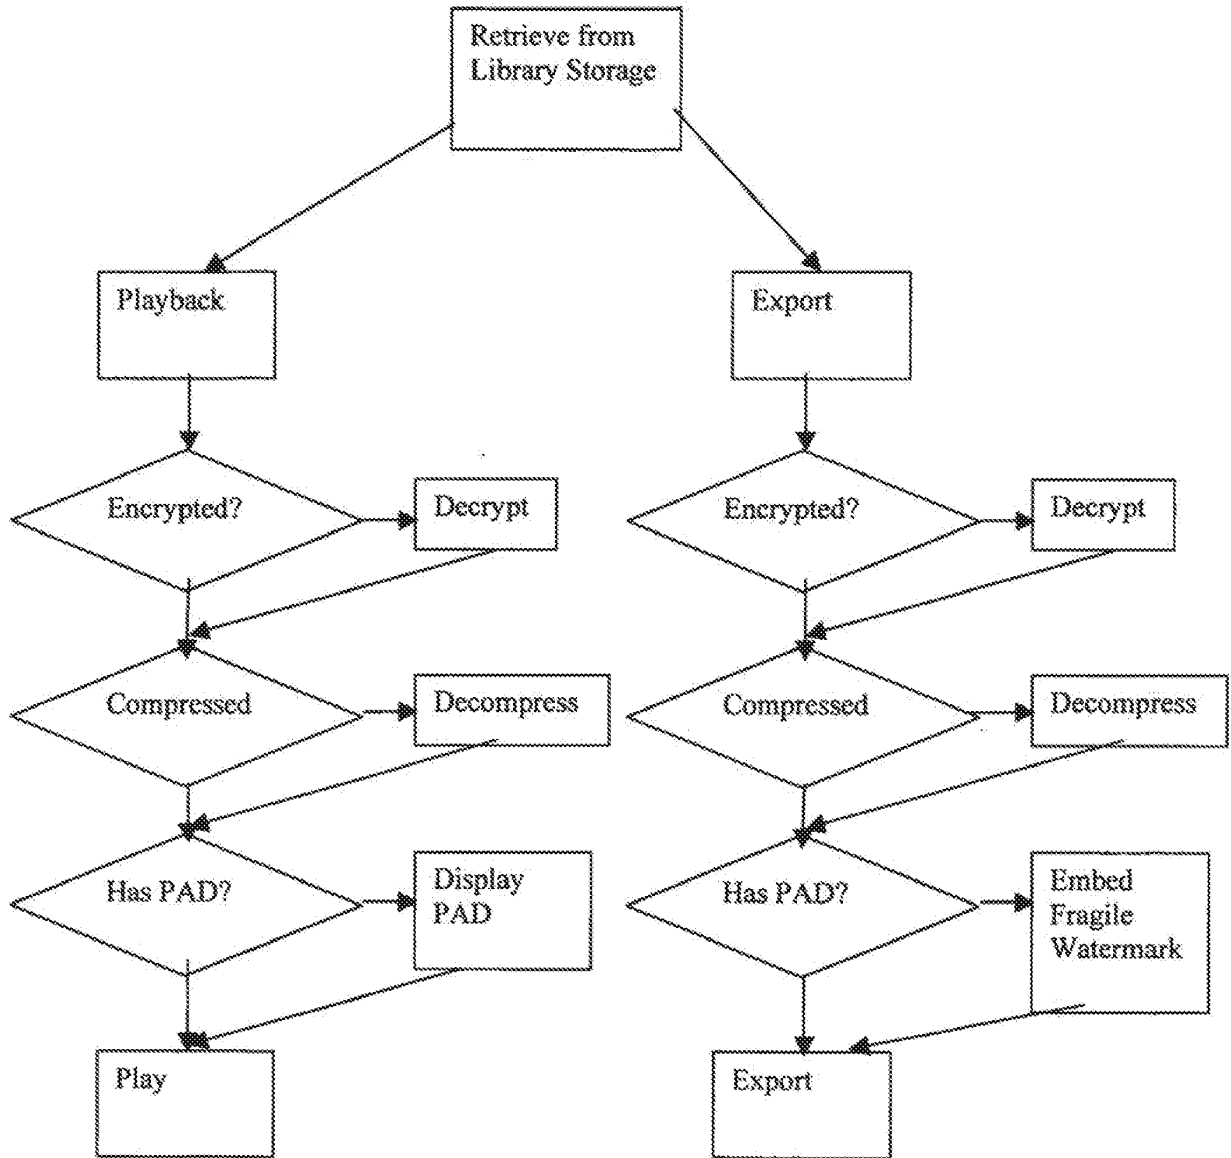 Retrieve from
Library Storage
Playback
Export
Encrypted?
Decrypt
Encrypted?
Decrypt
Compressed
Decompress
Compressed
Decompress
Has PAD?
Display
PAD
Has PAD?
Embed
Fragile
Watermark
Play
Export